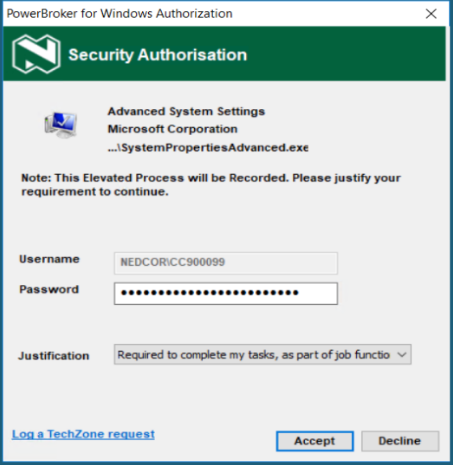 PowerBroker for Windows Authorization
Security Authorisation
Advanced System Settings
Microsoft Corporation
...\SystemPropertiesAdvanced.exe
Note: This Elevated Process will be Recorded. Please justify your
requirement to continue.
Username
NEDCOR\CC900099
Password
••••••••••••••••••••••••
Justification
Required to complete my tasks, as part of job functio
Log a TechZone request
Accept
Decline